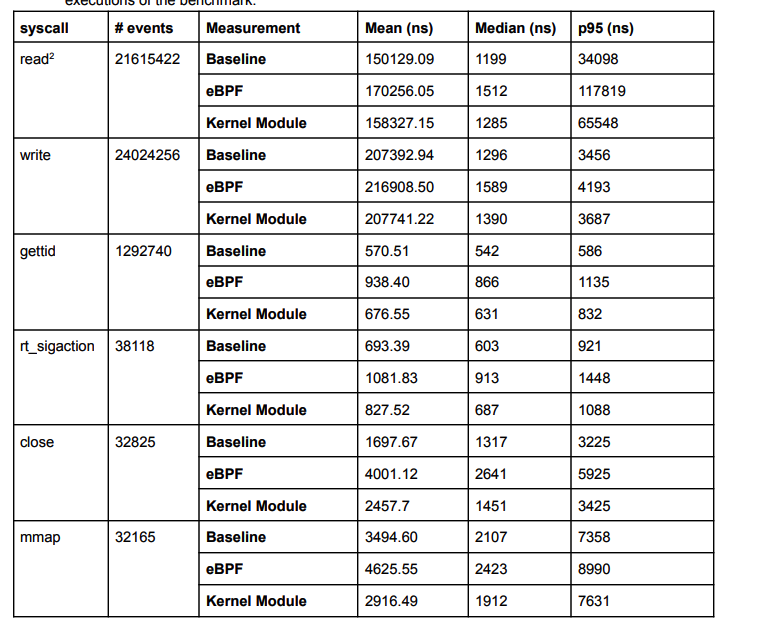 executions of the benchmark.
syscall # events Measurement Mean (ns) Median (ns) p95 (ns)
read² 21615422 Baseline 150129.09 1199 34098
eBPF 170256.05 1512 117819
Kernel Module 158327.15 1285 65548
write 24024256 Baseline 207392.94 1296 3456
eBPF 216908.50 1589 4193
Kernel Module 207741.22 1390 3687
gettid 1292740 Baseline 570.51 542 586
eBPF 938.40 866 1135
Kernel Module 676.55 631 832
rt_sigaction 38118 Baseline 693.39 603 921
eBPF 1081.83 913 1448
Kernel Module 827.52 687 1088
close 32825 Baseline 1697.67 1317 3225
eBPF 4001.12 2641 5925
Kernel Module 2457.7 1451 3425
mmap 32165 Baseline 3494.60 2107 7358
eBPF 4625.55 2423 8990
Kernel Module 2916.49 1912 7631